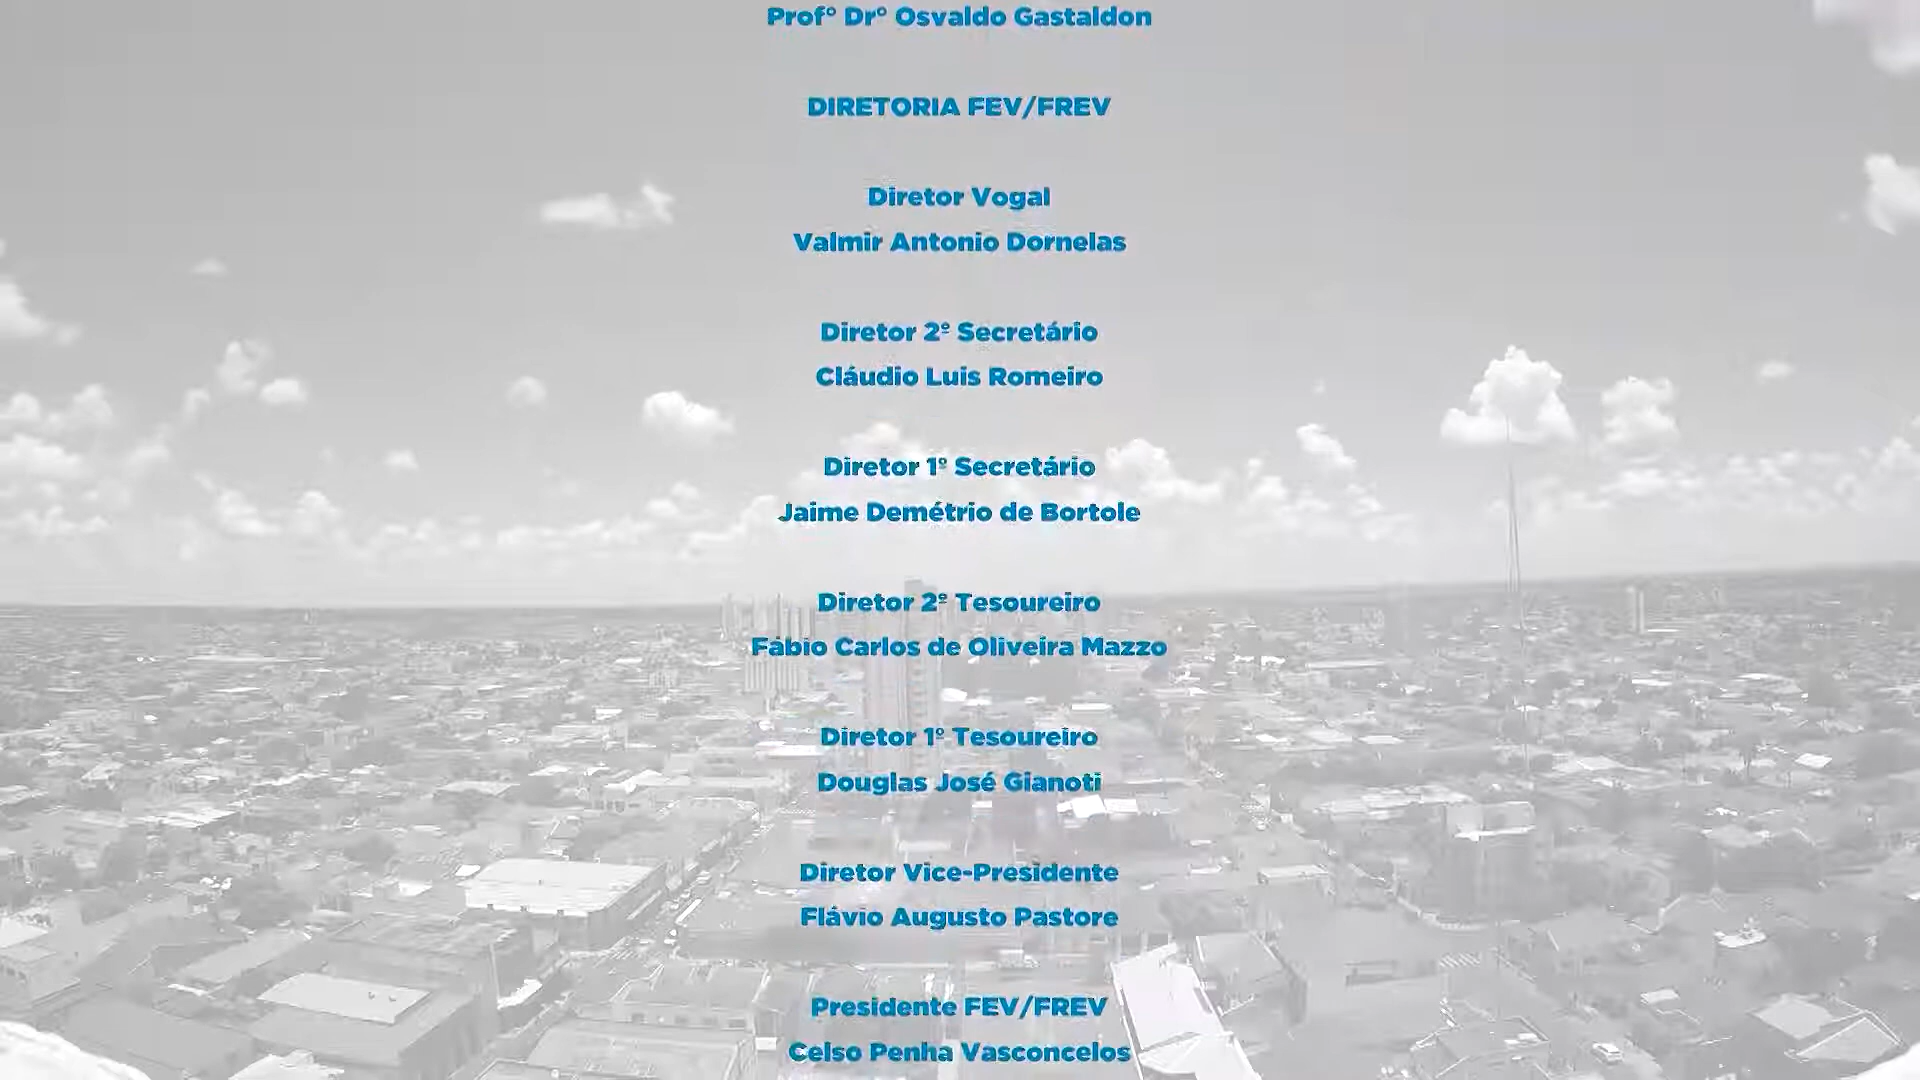 Prof° Dr° Osvaldo Gastaldon
DIRETORIA FEV/FREV
Diretor Vogal
Valmir Antonio Dornelas
Diretor 2º Secretário
Cláudio Luis Romeiro
Diretor 1º Secretário
Jaime Demétrio de Bortole
Diretor 2º Tesoureiro
Fábio Carlos de Oliveira Mazzo
Diretor 1º Tesoureiro
Douglas José Gianoti
Diretor Vice-Presidente
Flávio Augusto Pastore
Presidente FEV/FREV
Celso Penha Vasconcelos